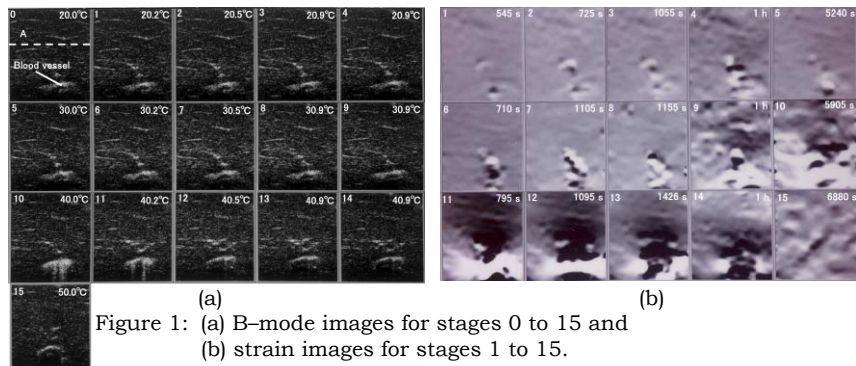 0 20.0°C 1 20.2°C 2 20.5°C 3 20.9°C 4 20.9°C
A
Blood vessel
5 30.0°C 6 30.2°C 7 30.5°C 8 30.9°C 9 30.9°C
10 40.0°C 11 40.2°C 12 40.5°C 13 40.9°C 14 40.9°C
15 50.0°C
(a)
1 545 s 2 725 s 3 1055 s 4 1 h 5 5240 s
6 710 s 7 1105 s 8 1155 s 9 1 h 10 5905 s
11 795 s 12 1095 s 13 1426 s 14 1 h 15 6880 s
(b)
Figure 1: (a) B–mode images for stages 0 to 15 and
(b) strain images for stages 1 to 15.